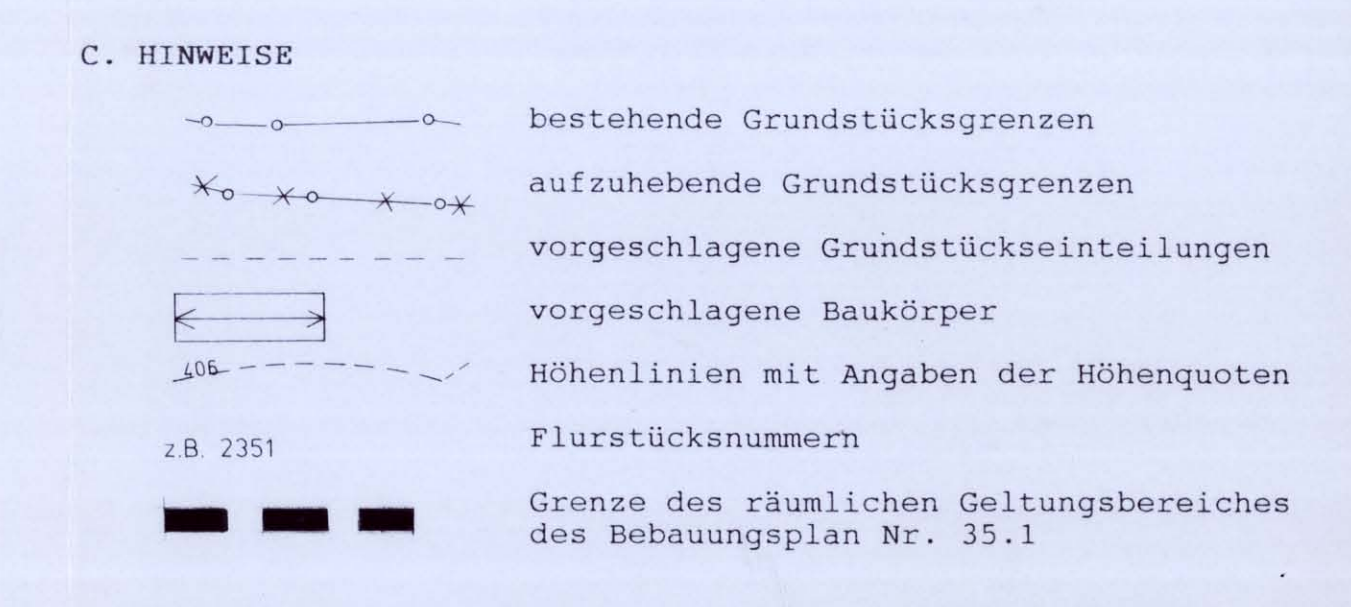 C. HINWEISE
bestehende Grundstücksgrenzen
aufzuhebende Grundstücksgrenzen
vorgeschlagene Grundstückseinteilungen
vorgeschlagene Baukörper
406 Höhenlinien mit Angaben der Höhenquoten
z.B. 2351 Flurstücksnummern
Grenze des räumlichen Geltungsbereiches
des Bebauungsplan Nr. 35.1